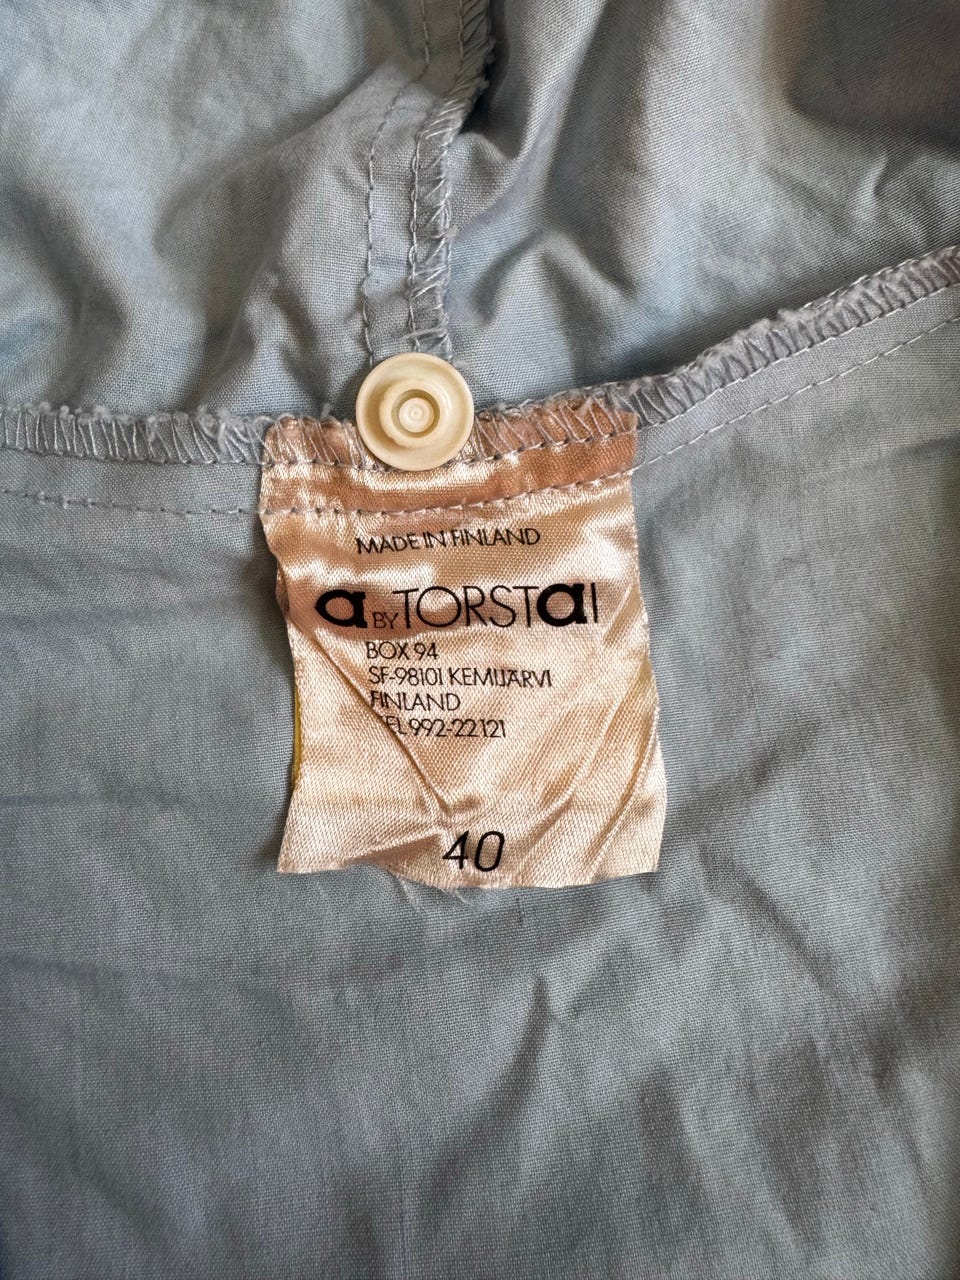 MADE IN FINLAND
a BY TORSTAI
BOX 94
SF-98101 KEMIJÄRVI
FINLAND
TEL 992-22121
40